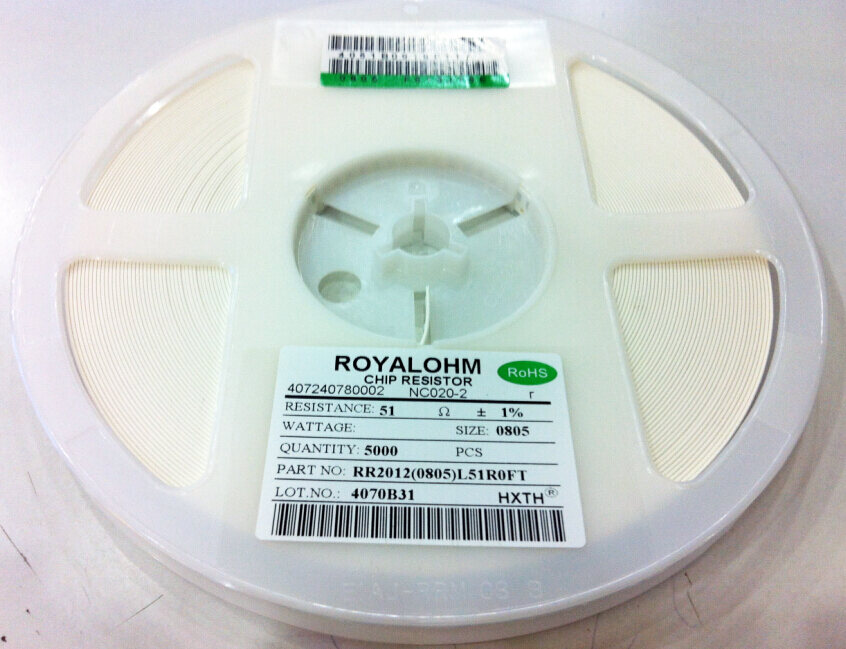 ROYALOHM
CHIP RESISTOR
RoHS
407240780002 NC020-2 r
RESISTANCE: 51 Ω ± 1%
WATTAGE: SIZE: 0805
QUANTITY: 5000 PCS
PART NO: RR2012(0805)L51R0FT
LOT.NO.: 4070B31 HXTH®